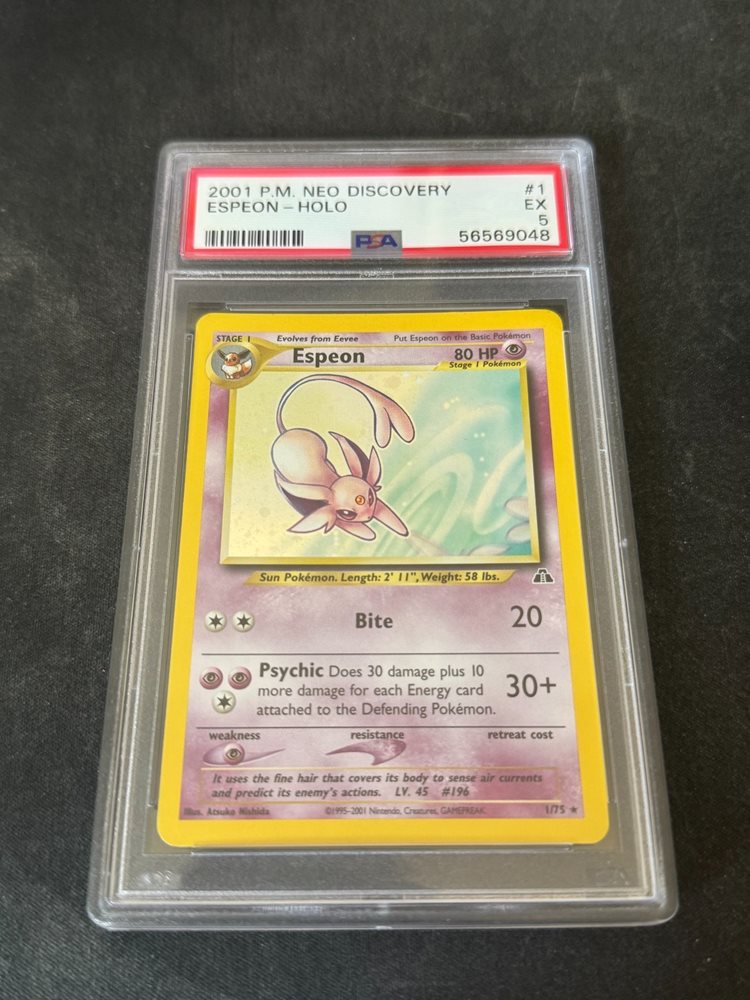 2001 P.M. NEO DISCOVERY #1
ESPEON - HOLO EX
5
PSA 56569048
STAGE 1 Evolves from Eevee Put Espeon on the Basic Pokémon
Espeon 80 HP
Stage 1 Pokémon
Sun Pokémon. Length: 2' 11", Weight: 58 lbs.
Bite 20
Psychic Does 30 damage plus 10
more damage for each Energy card
attached to the Defending Pokémon.
30+
weakness resistance retreat cost
It uses the fine hair that covers its body to sense air currents
and predict its enemy's actions. LV. 45 #196
Illus. Atsuko Nishida ©1995-2001 Nintendo, Creatures, GAMEFREAK. 1/75 ★